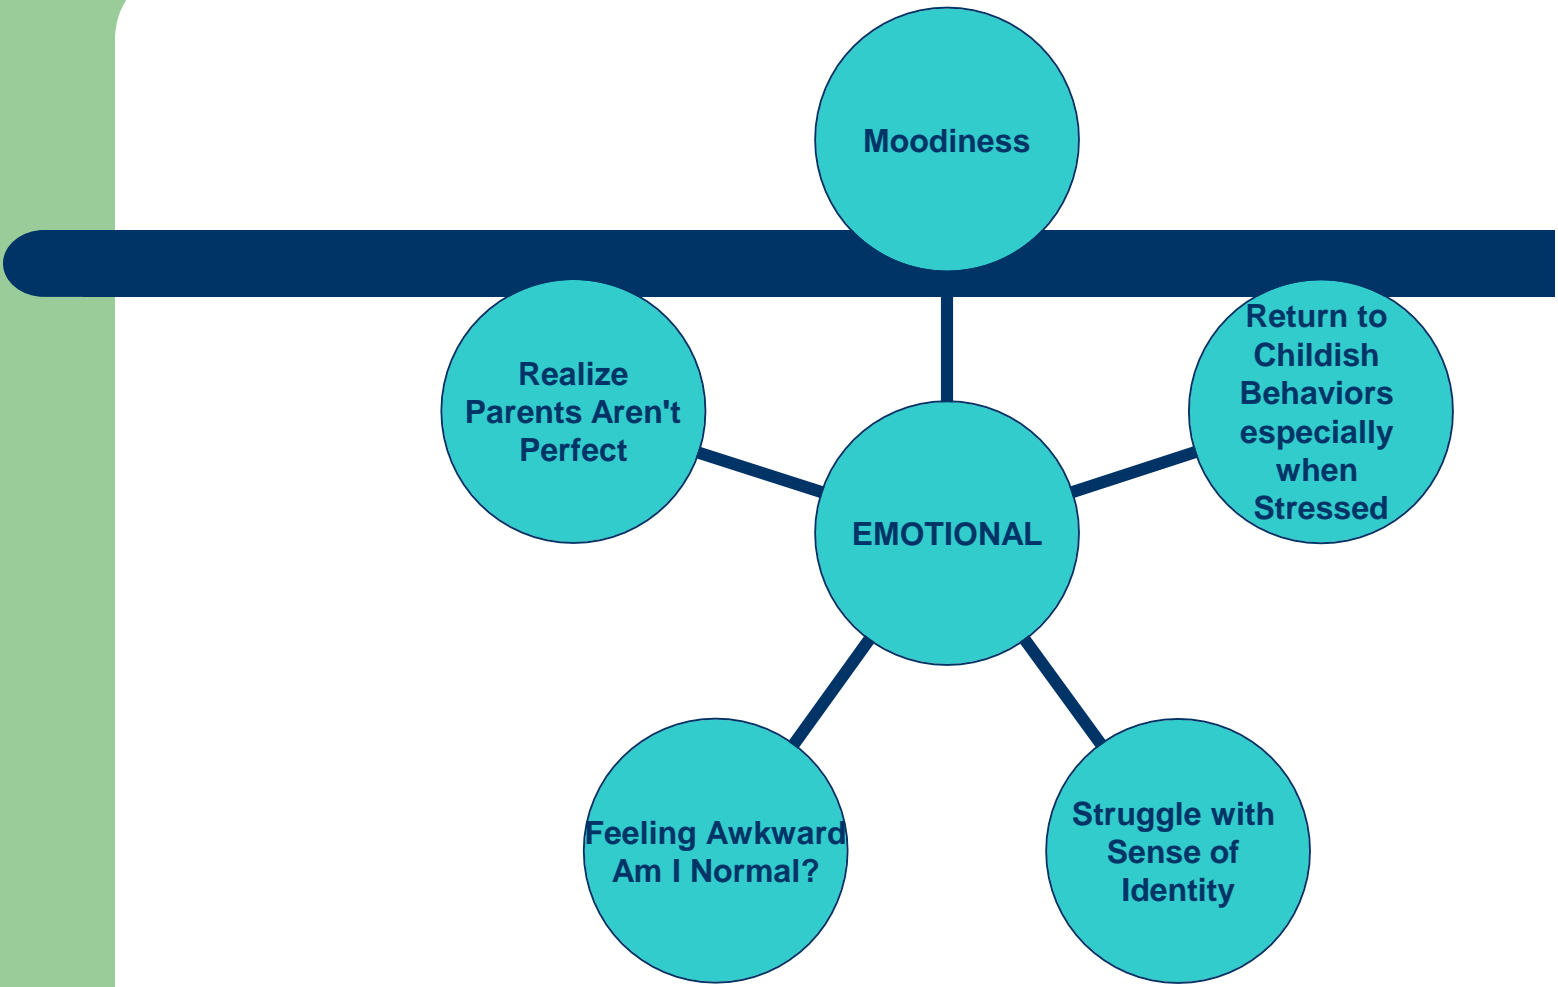 Moodiness
Realize
Parents Aren't
Perfect
Return to
Childish
Behaviors
especially
when
Stressed
EMOTIONAL
Feeling Awkward
Am I Normal?
Struggle with
Sense of
Identity